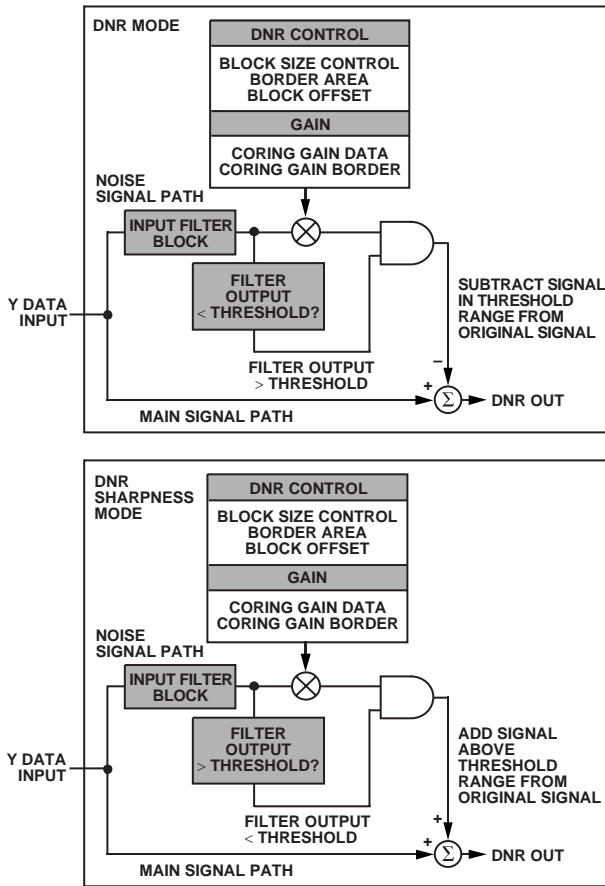 DNR MODE
DNR CONTROL
BLOCK SIZE CONTROL
BORDER AREA
BLOCK OFFSET
GAIN
CORING GAIN DATA
CORING GAIN BORDER
NOISE
SIGNAL PATH
INPUT FILTER
BLOCK
FILTER
OUTPUT
< THRESHOLD?
Y DATA
INPUT
SUBTRACT SIGNAL
IN THRESHOLD
RANGE FROM
ORIGINAL SIGNAL
FILTER OUTPUT
> THRESHOLD
–
+
Σ
DNR OUT
MAIN SIGNAL PATH
DNR
SHARPNESS
MODE
DNR CONTROL
BLOCK SIZE CONTROL
BORDER AREA
BLOCK OFFSET
GAIN
CORING GAIN DATA
CORING GAIN BORDER
NOISE
SIGNAL PATH
INPUT FILTER
BLOCK
FILTER
OUTPUT
> THRESHOLD?
Y DATA
INPUT
ADD SIGNAL
ABOVE
THRESHOLD
RANGE FROM
ORIGINAL SIGNAL
FILTER OUTPUT
< THRESHOLD
+
+
Σ
DNR OUT
MAIN SIGNAL PATH